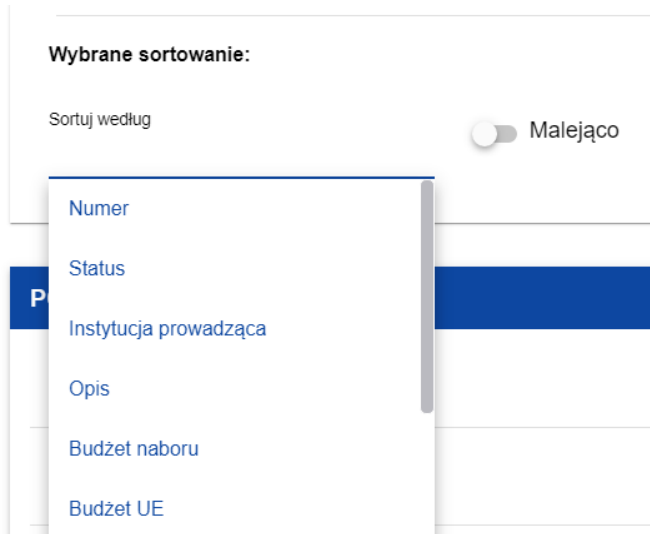 Wybrane sortowanie:
Sortuj według
Malejąco
Numer
Status
Instytucja prowadząca
Opis
Budżet naboru
Budżet UE